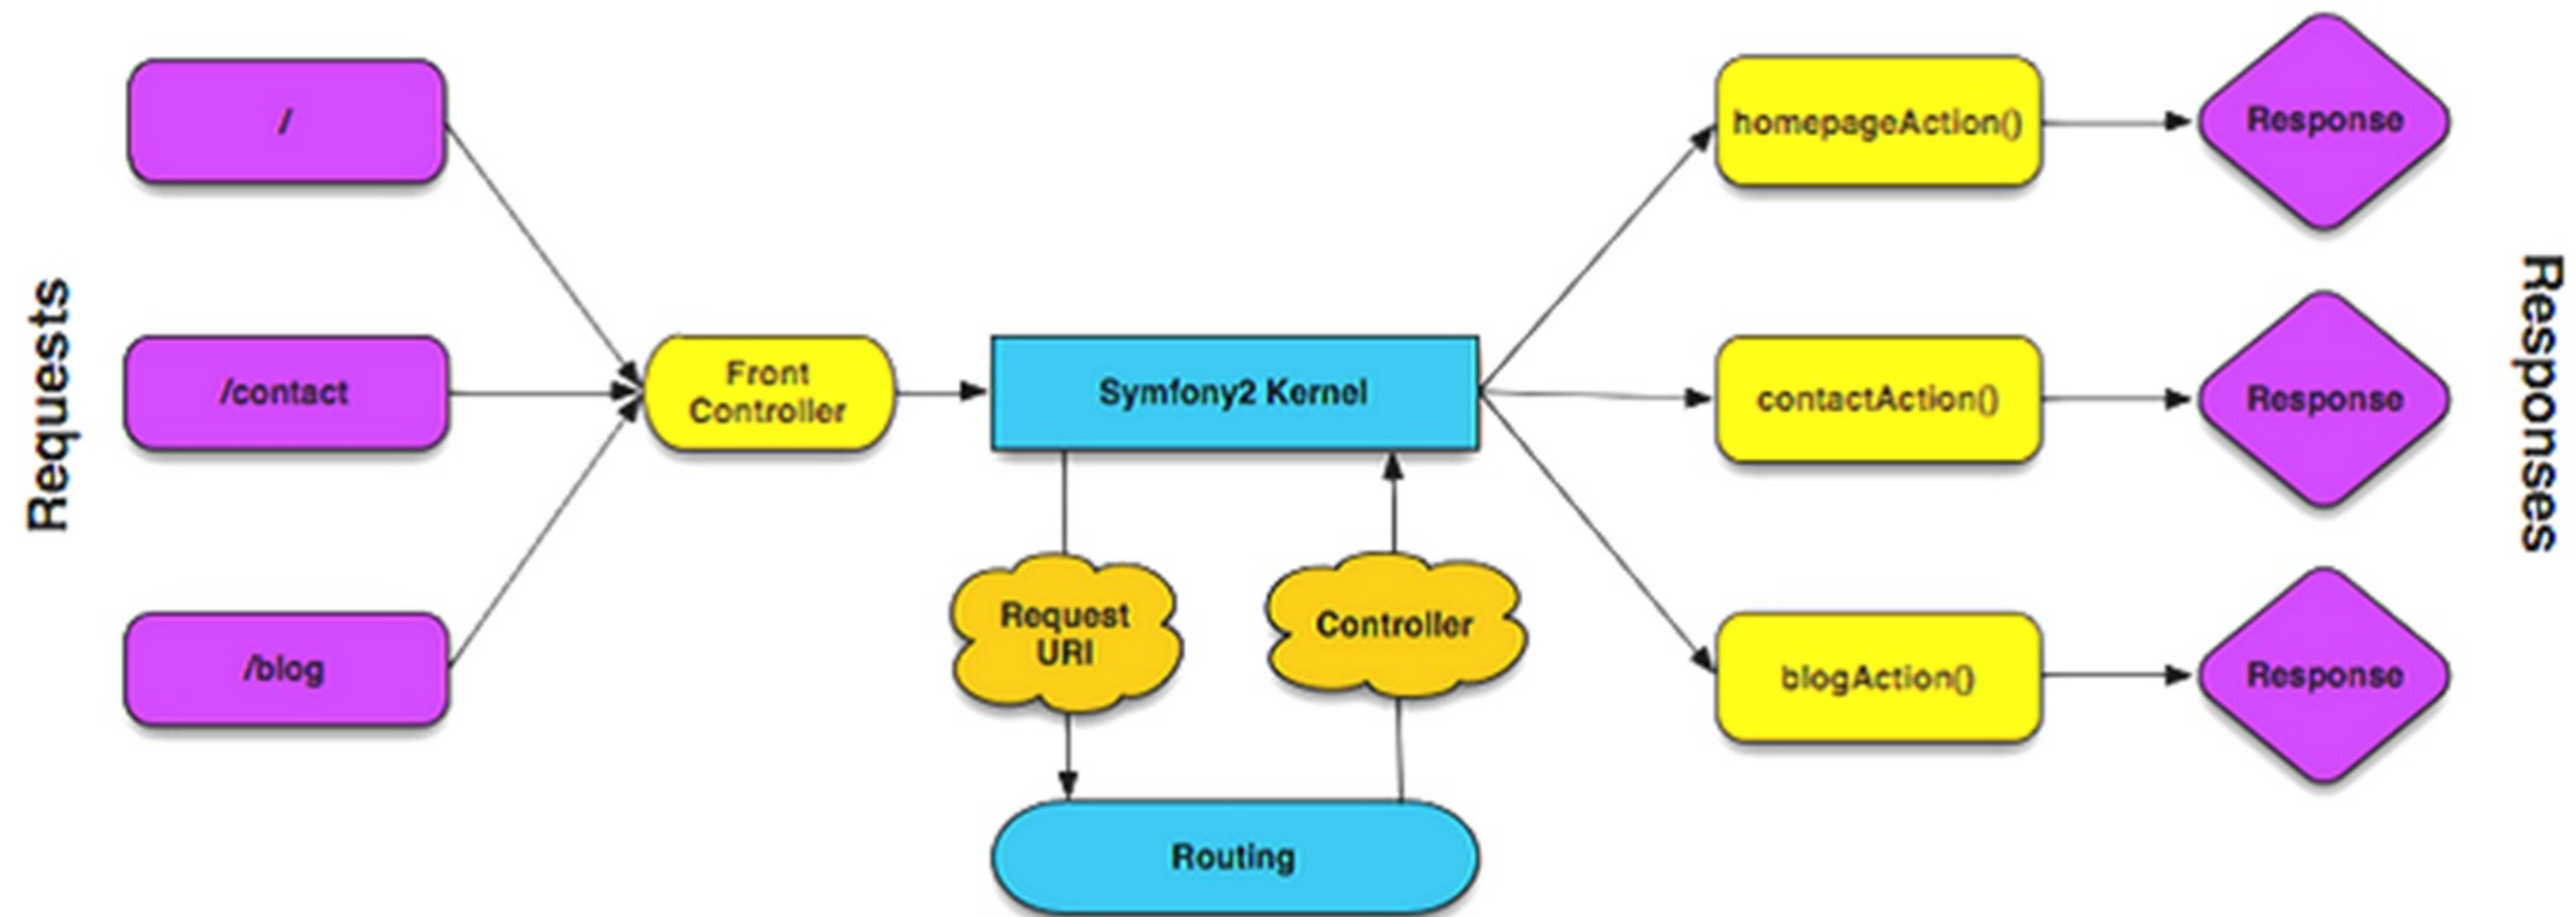 Requests
/
/contact
/blog
Front
Controller
Symfony2 Kernel
Request
URI
Controller
Routing
homepageAction()
contactAction()
blogAction()
Response
Response
Response
Responses